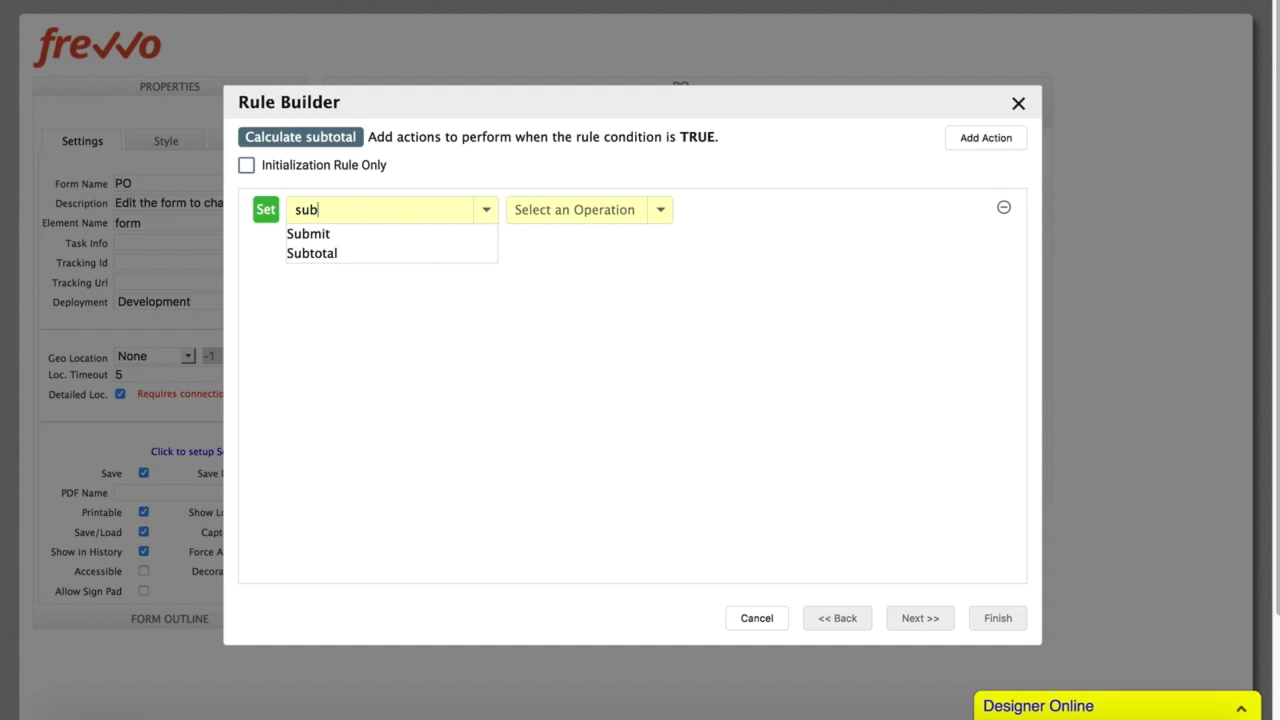 frevvo
PROPERTIES
Settings
Style
Form Name PO
Description Edit the form to cha
Element Name form
Task Info
Tracking Id
Tracking Url
Deployment Development
Geo Location None -1
Loc. Timeout 5
Detailed Loc. Requires connectio
Click to setup S
Save
PDF Name
Printable Show Lo
Save/Load Capt
Show in History Force A
Accessible Decora
Allow Sign Pad
FORM OUTLINE
Rule Builder
Calculate subtotal Add actions to perform when the rule condition is TRUE.
Add Action
Initialization Rule Only
Set sub Select an Operation
Submit
Subtotal
Cancel << Back Next >> Finish
Designer Online